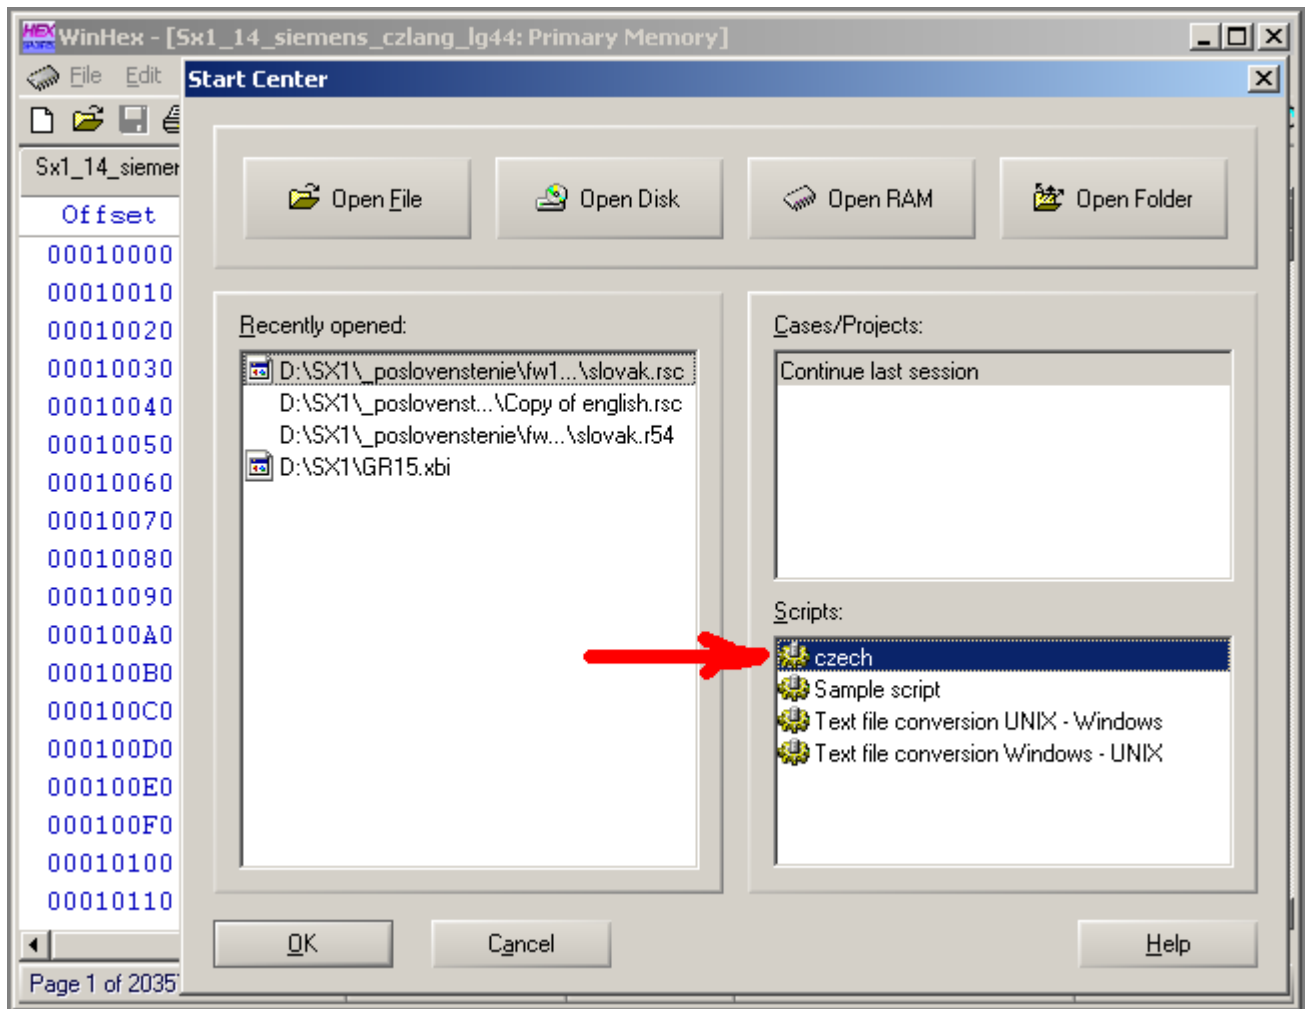 WinHex - [Sx1_14_siemens_czlang_lg44: Primary Memory]
File Edit
Start Center
Sx1_14_siemen
Open File
Open Disk
Open RAM
Open Folder
Offset
00010000
00010010
00010020
00010030
00010040
00010050
00010060
00010070
00010080
00010090
000100A0
000100B0
000100C0
000100D0
000100E0
000100F0
00010100
00010110
Recently opened:
D:\SX1\_poslovenstenie\fw1...\slovak.rsc
D:\SX1\_poslovenst...\Copy of english.rsc
D:\SX1\_poslovenstenie\fw...\slovak.r54
D:\SX1\GR15.xbi
Cases/Projects:
Continue last session
Scripts:
czech
Sample script
Text file conversion UNIX - Windows
Text file conversion Windows - UNIX
OK
Cancel
Help
Page 1 of 2035